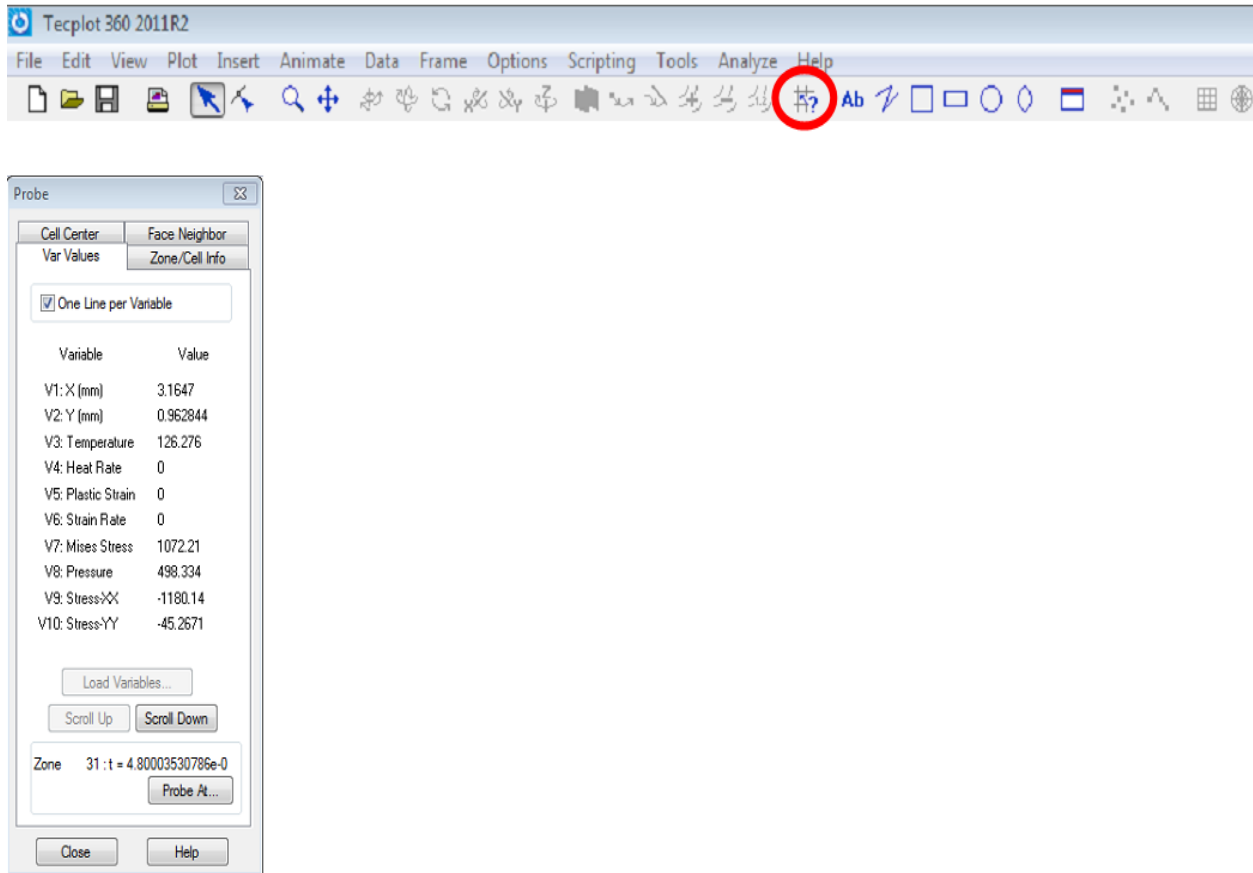 Tecplot 360 2011R2
File Edit View Plot Insert Animate Data Frame Options Scripting Tools Analyze Help
Ab
Probe
Cell Center Face Neighbor
Var Values Zone/Cell Info
One Line per Variable
Variable Value
V1: X (mm) 3.1647
V2: Y (mm) 0.962844
V3: Temperature 126.276
V4: Heat Rate 0
V5: Plastic Strain 0
V6: Strain Rate 0
V7: Mises Stress 1072.21
V8: Pressure 498.334
V9: Stress-XX -1180.14
V10: Stress-YY -45.2671
Load Variables...
Scroll Up Scroll Down
Zone 31 : t = 4.80003530786e-0
Probe At...
Close Help